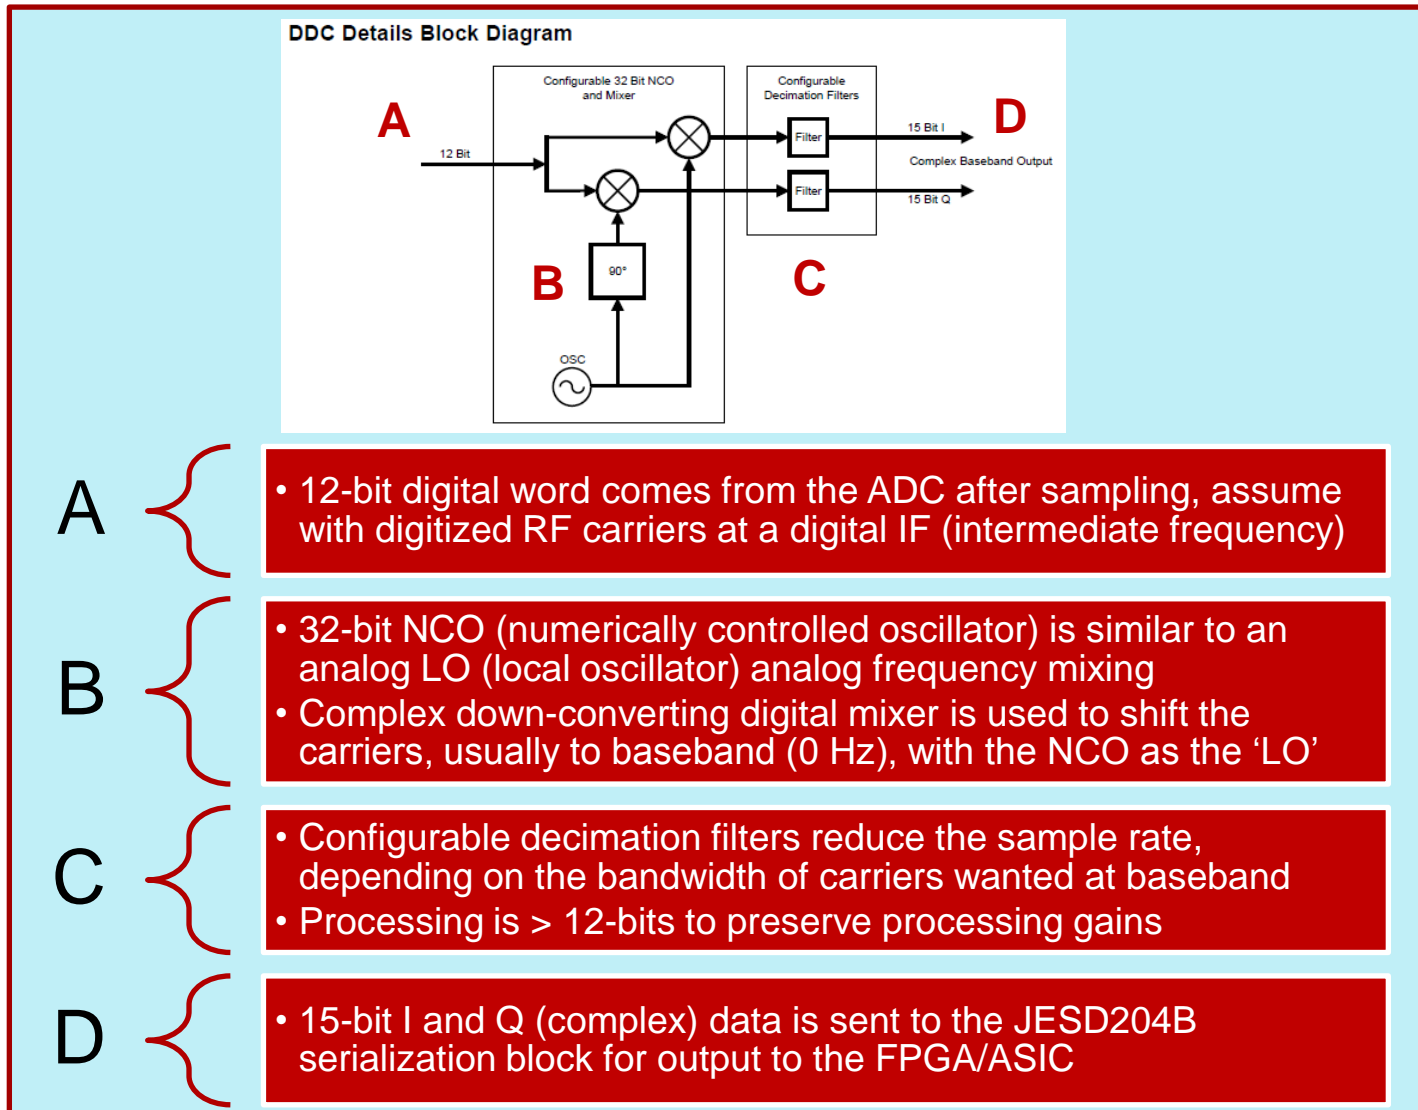 DDC Details Block Diagram
Configurable 32 Bit NCO
and Mixer
Configurable
Decimation Filters
A
D
12 Bit
Filter
15 Bit I
Complex Baseband Output
Filter
15 Bit Q
B
90°
C
OSC
A
• 12-bit digital word comes from the ADC after sampling, assume
with digitized RF carriers at a digital IF (intermediate frequency)
B
• 32-bit NCO (numerically controlled oscillator) is similar to an
analog LO (local oscillator) analog frequency mixing
• Complex down-converting digital mixer is used to shift the
carriers, usually to baseband (0 Hz), with the NCO as the ‘LO’
C
• Configurable decimation filters reduce the sample rate,
depending on the bandwidth of carriers wanted at baseband
• Processing is > 12-bits to preserve processing gains
D
• 15-bit I and Q (complex) data is sent to the JESD204B
serialization block for output to the FPGA/ASIC